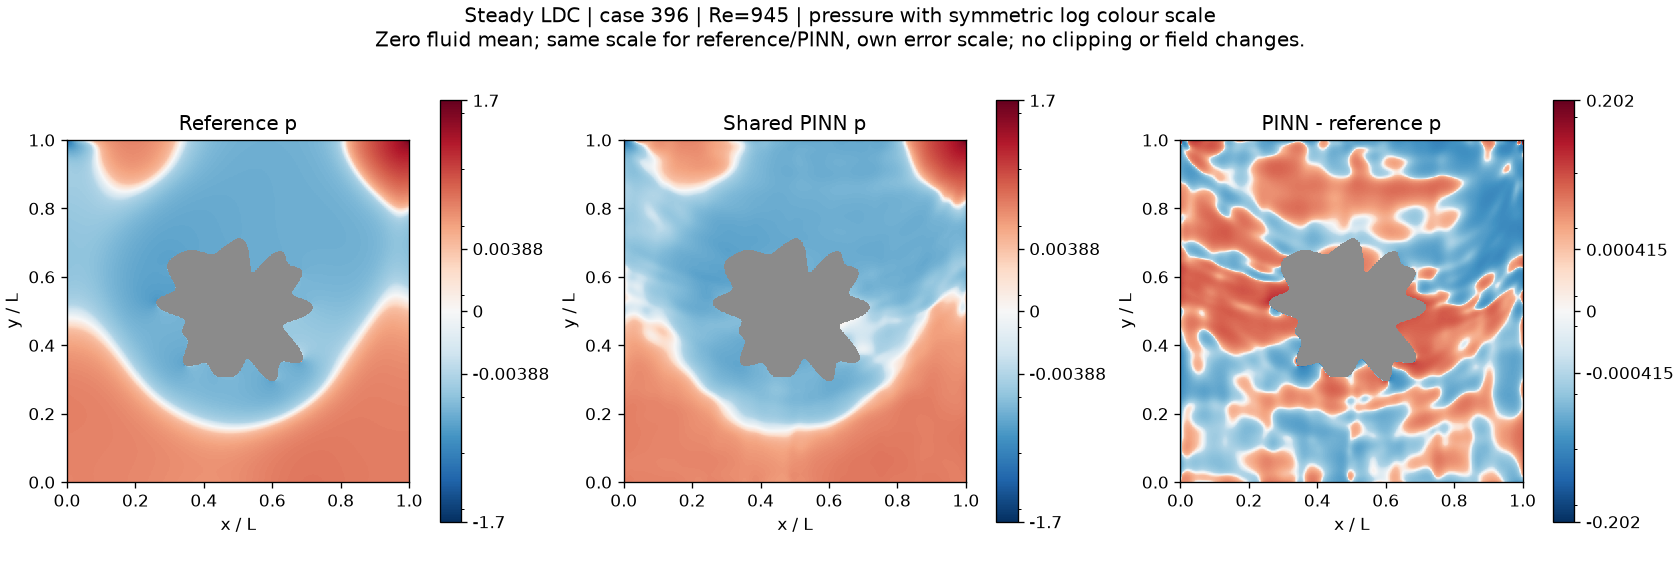 Steady LDC | case 396 | Re=945 | pressure with symmetric log colour scale
Zero fluid mean; same scale for reference/PINN, own error scale; no clipping or field changes.
Reference p
1.0
0.8
0.6
0.4
0.2
0.0
y / L
0.0 0.2 0.4 0.6 0.8 1.0
x / L
1.7
0.00388
0
-0.00388
-1.7
Shared PINN p
1.0
0.8
0.6
0.4
0.2
0.0
y / L
0.0 0.2 0.4 0.6 0.8 1.0
x / L
1.7
0.00388
0
-0.00388
-1.7
PINN - reference p
1.0
0.8
0.6
0.4
0.2
0.0
y / L
0.0 0.2 0.4 0.6 0.8 1.0
x / L
0.202
0.000415
0
-0.000415
-0.202